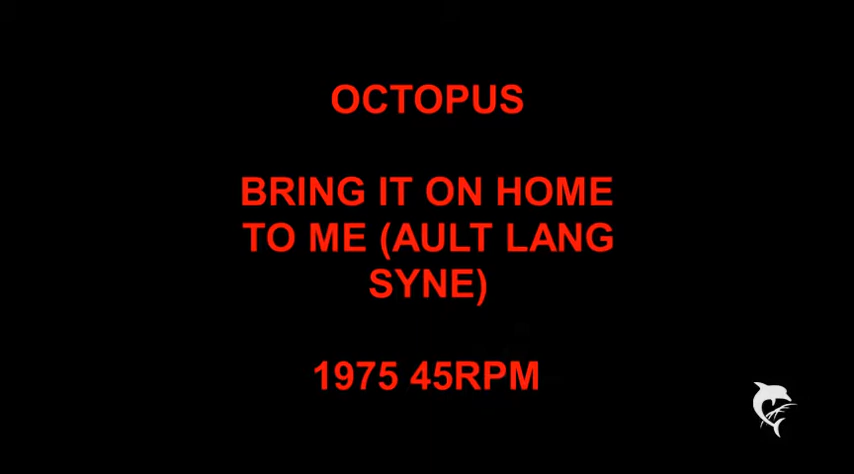 OCTOPUS
BRING IT ON HOME
TO ME (AULT LANG
SYNE)
1975 45RPM